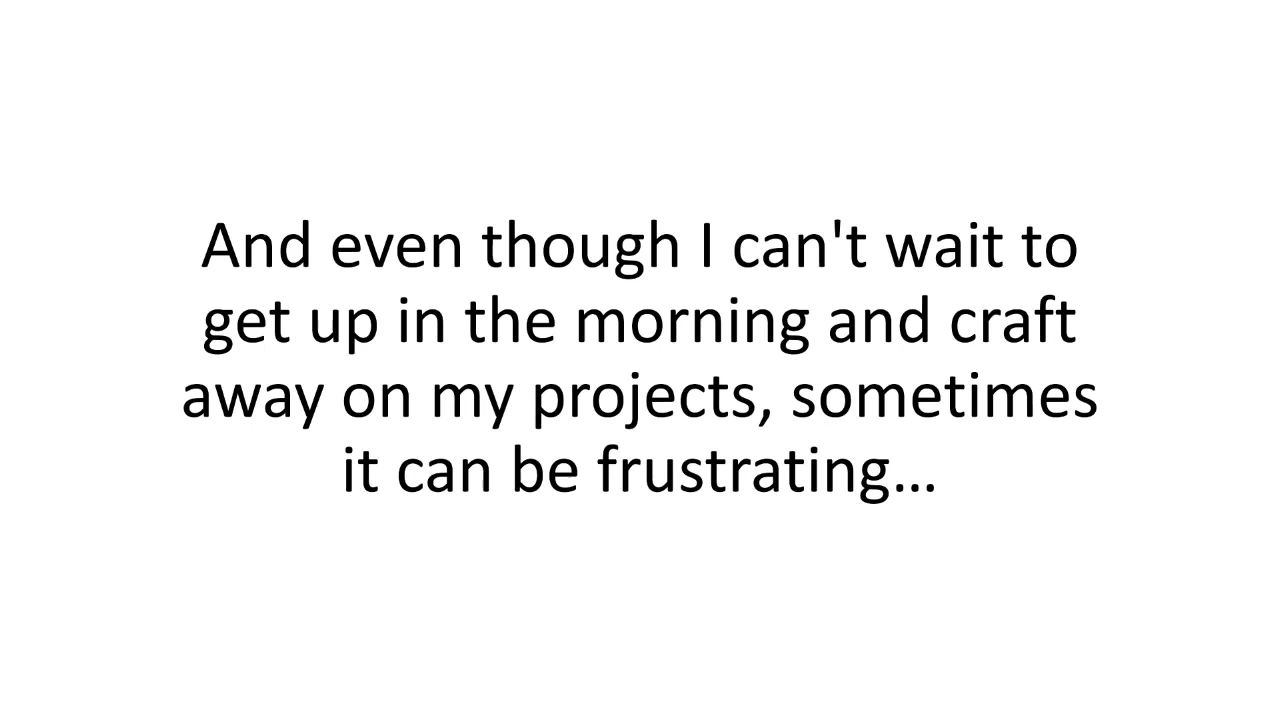 And even though I can't wait to
get up in the morning and craft
away on my projects, sometimes
it can be frustrating...